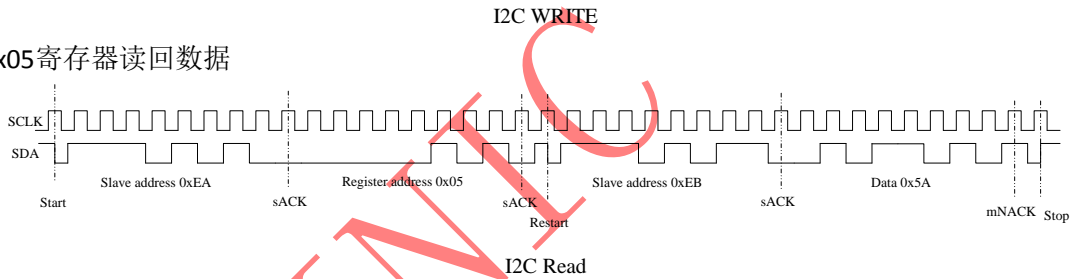 I2C WRITE
x05寄存器读回数据
SCLK
SDA
Slave address 0xEA Register address 0x05 Slave address 0xEB Data 0x5A
Start sACK sACK sACK mNACK Stop
Restart
I2C Read